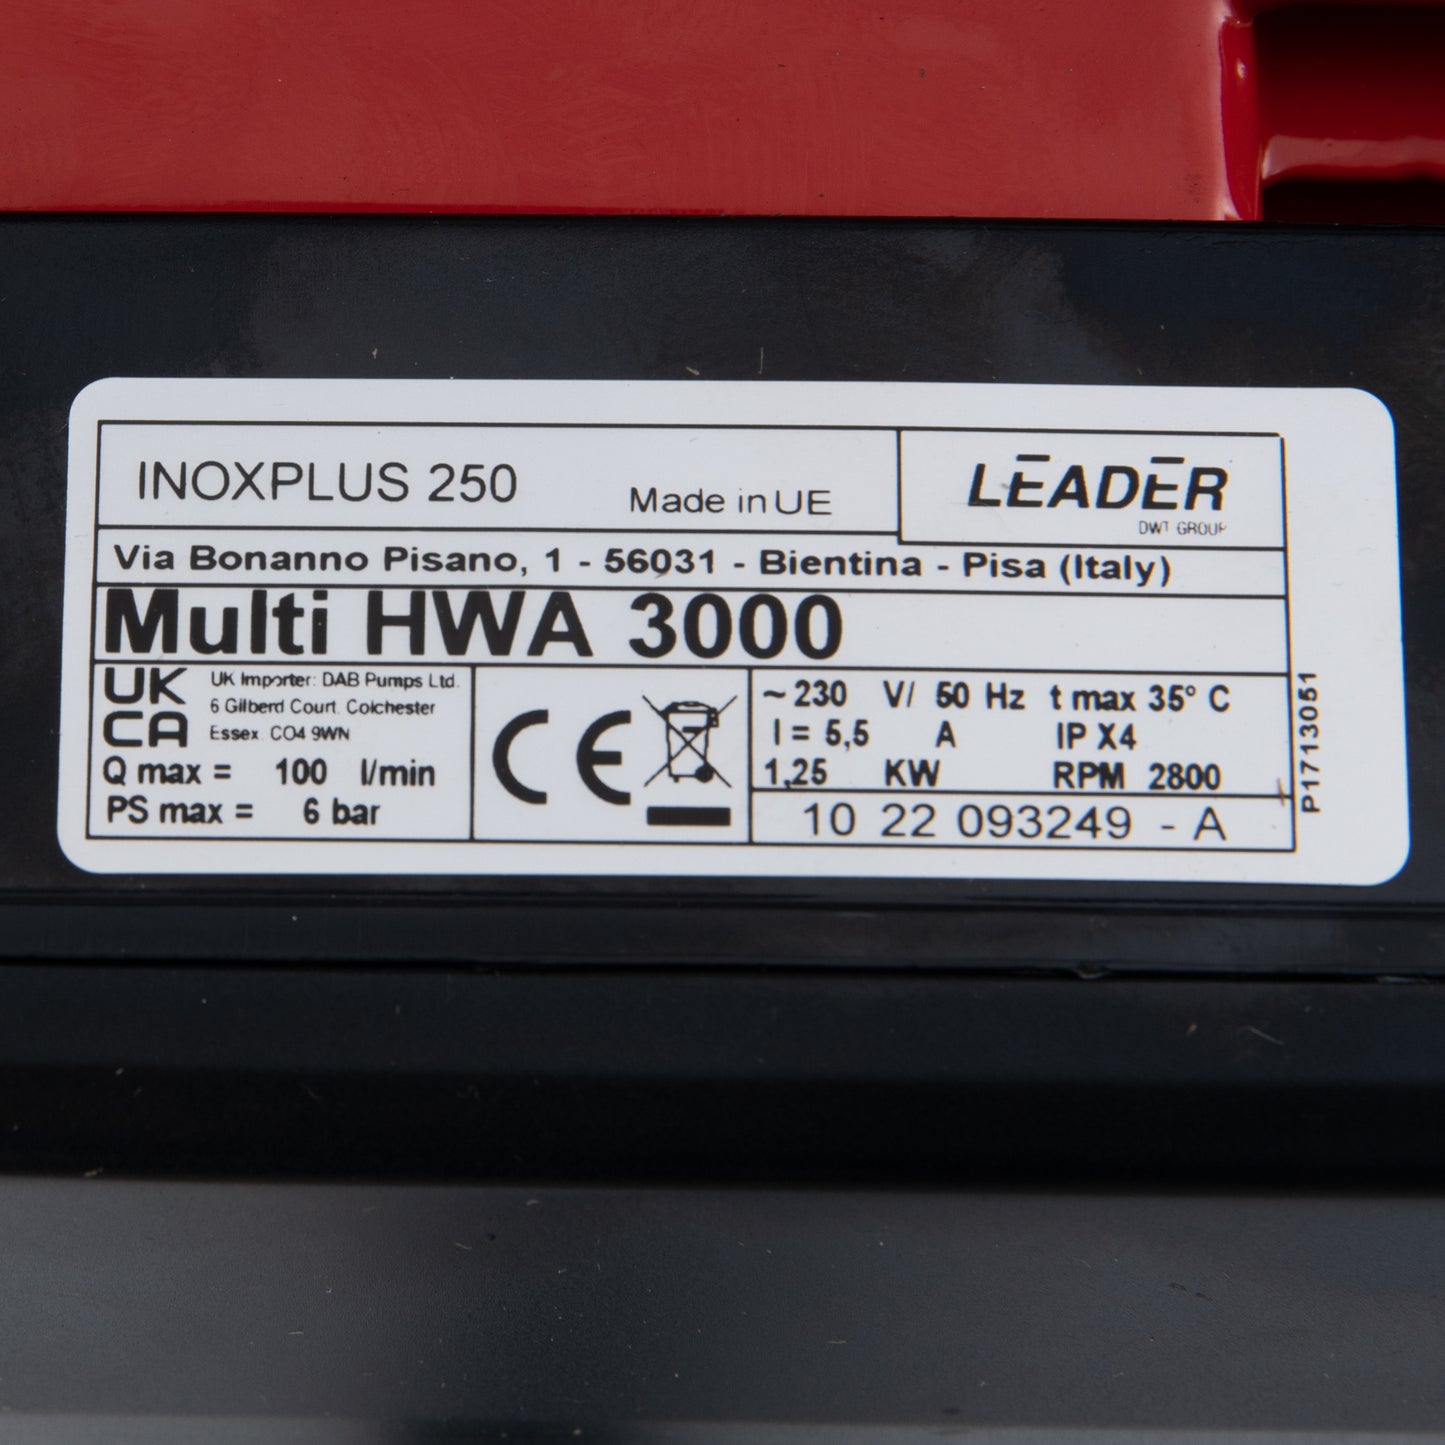 INOXPLUS 250
Made in UE
LEADER
DWT GROUP
Via Bonanno Pisano, 1 - 56031 - Bientina - Pisa (Italy)
Multi HWA 3000
UK
CA
UK Importer: DAB Pumps Ltd.
6 Gilberd Court. Colchester
Essex CO4 9WN
Q max = 100 l/min
PS max = 6 bar
CE
~ 230 V/ 50 Hz t max 35° C
I = 5,5 A IP X4
1,25 KW RPM 2800
10 22 093249 - A
P1713051